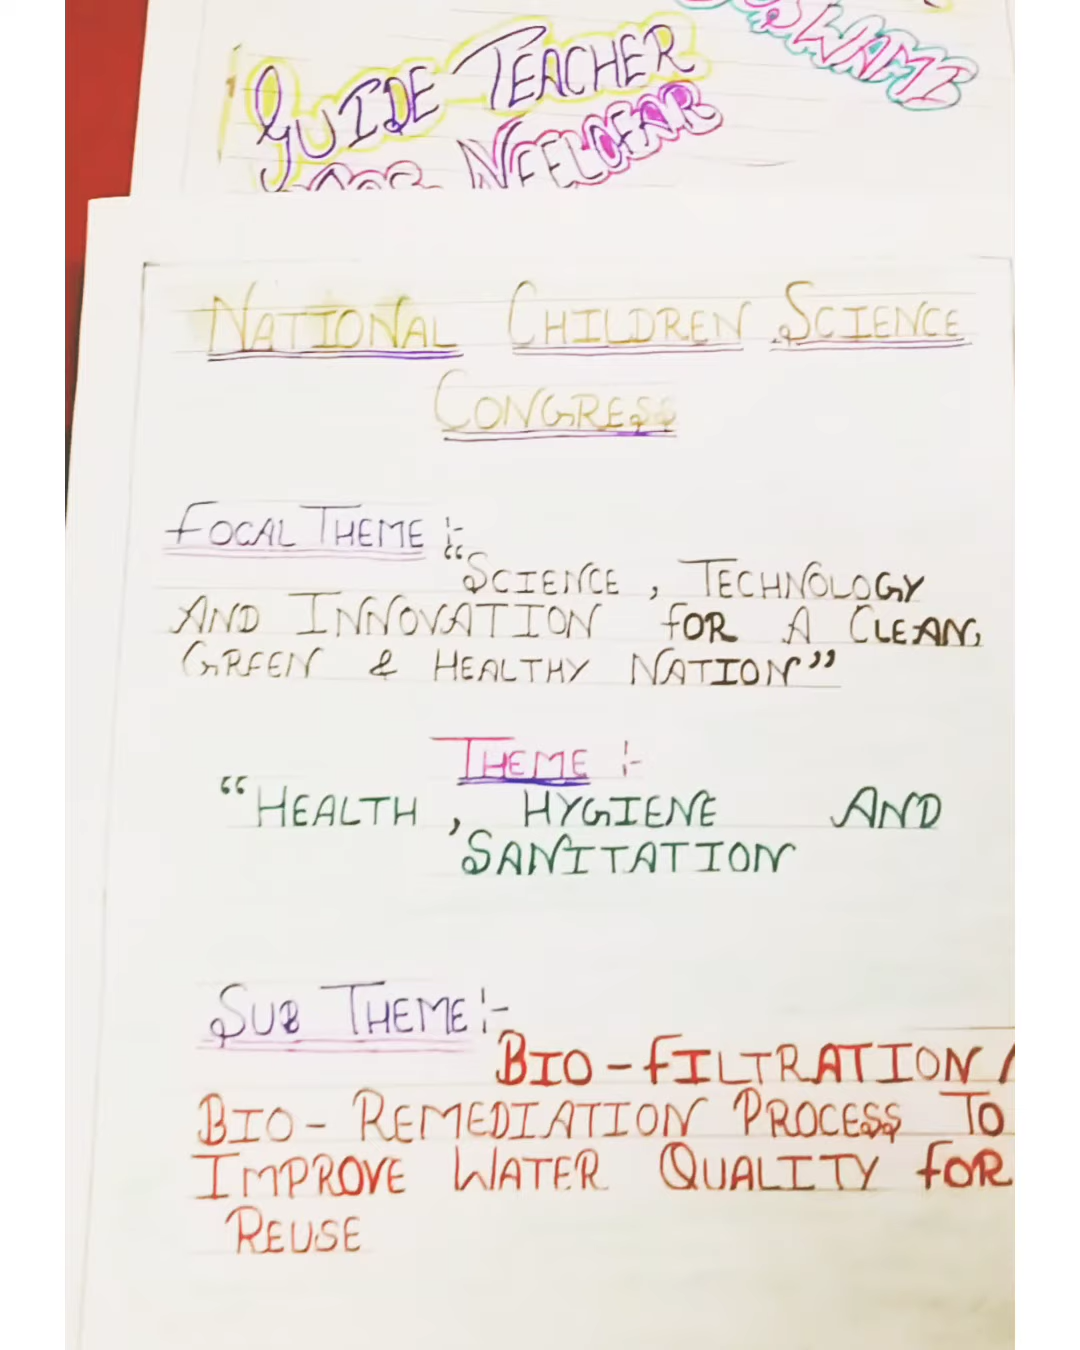 SWAMI
GUIDE TEACHER
NEELOFAR
NATIONAL CHILDREN SCIENCE
CONGRESS
FOCAL THEME :-
"SCIENCE, TECHNOLOGY
AND INNOVATION FOR A CLEAN,
GREEN & HEALTHY NATION"
THEME :-
"HEALTH, HYGIENE AND
SANITATION
SUB THEME :-
BIO-FILTRATION/
BIO-REMEDIATION PROCESS TO
IMPROVE WATER QUALITY FOR
REUSE